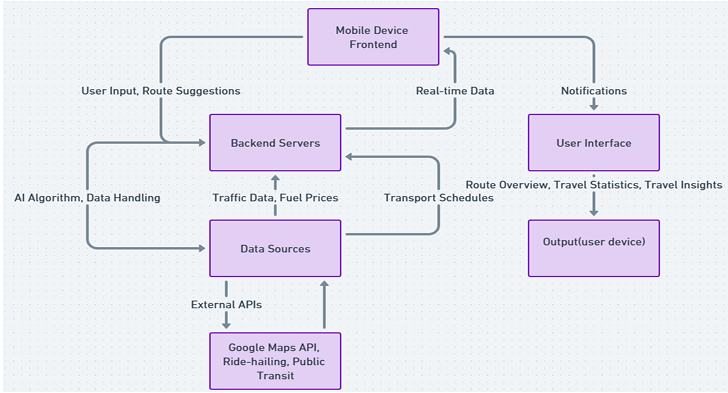 Mobile Device
Frontend
User Input, Route Suggestions
Real-time Data
Notifications
Backend Servers
User Interface
Route Overview, Travel Statistics, Travel Insights
AI Algorithm, Data Handling
Traffic Data, Fuel Prices
Transport Schedules
Data Sources
Output(user device)
External APIs
Google Maps API,
Ride-hailing, Public
Transit